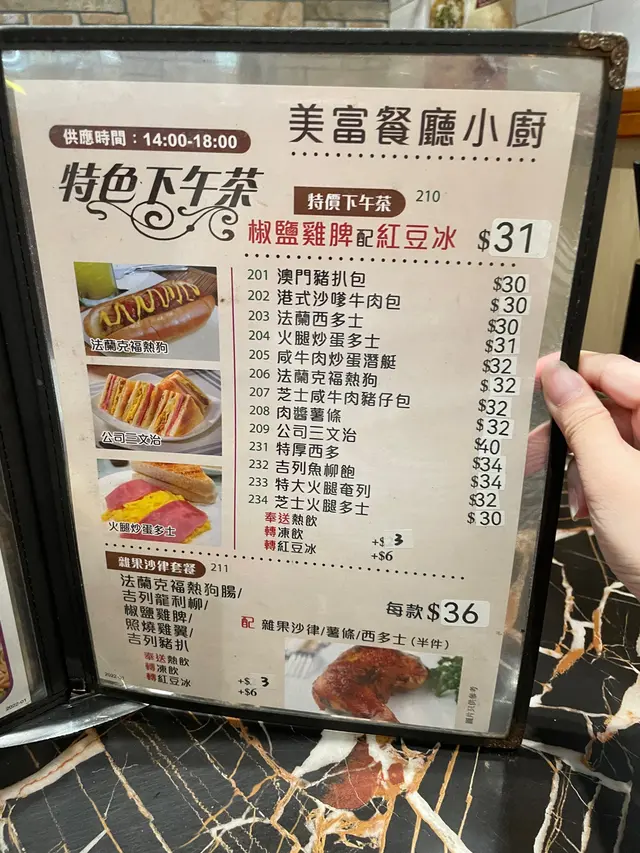 美富餐廳小廚
供應時間：14:00-18:00
特色下午茶
特價下午茶 210
椒鹽雞脾配紅豆冰 $31
201 澳門豬扒包 $30
202 港式沙嗲牛肉包 $30
203 法蘭西多士 $30
204 火腿炒蛋多士 $31
205 咸牛肉炒蛋潛艇 $32
206 法蘭克福熱狗 $32
207 芝士咸牛肉豬仔包 $32
208 肉醬薯條 $32
209 公司三文治 $40
231 特厚西多 $34
232 吉列魚柳飽 $34
233 特大火腿奄列 $32
234 芝士火腿多士 $30
奉送熱飲
轉凍飲 +$ 3
轉紅豆冰 +$6
法蘭克福熱狗
公司三文治
火腿炒蛋多士
雜果沙律套餐 211
法蘭克福熱狗腸/
吉列龍利柳/
椒鹽雞脾/
照燒雞翼/
吉列豬扒
每款 $36
配 雜果沙律/薯條/西多士(半件)
奉送熱飲
轉凍飲 +$ 3
轉紅豆冰 +$6
圖片只供參考
2022-01